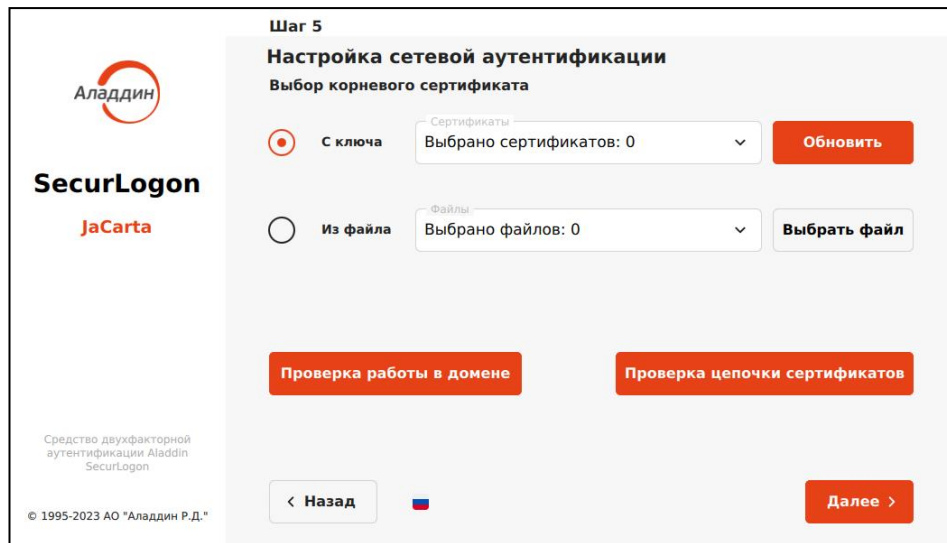 Шаг 5
Аладдин
SecurLogon
JaCarta
Средство двухфакторной
аутентификации Aladdin
SecurLogon
© 1995-2023 АО "Аладдин Р.Д."
Настройка сетевой аутентификации
Выбор корневого сертификата
С ключа
Сертификаты
Выбрано сертификатов: 0
Обновить
Из файла
Файлы
Выбрано файлов: 0
Выбрать файл
Проверка работы в домене
Проверка цепочки сертификатов
Назад
Далее